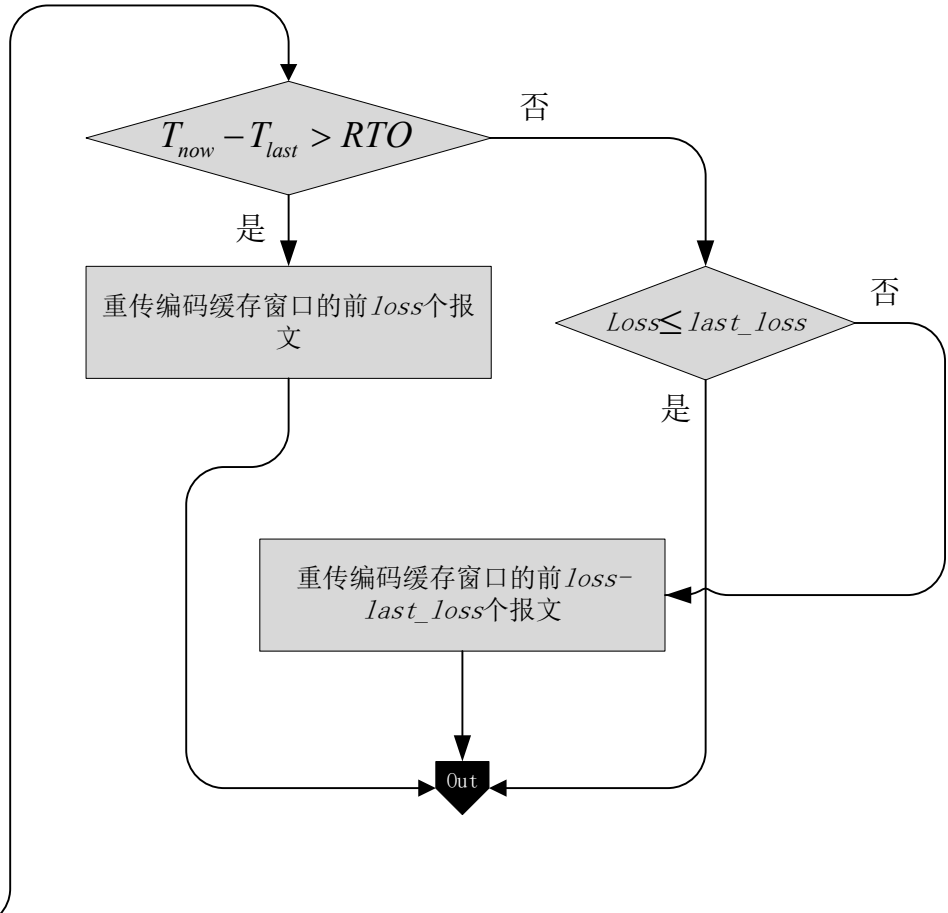 否
T_now − T_last > RTO
是
重传编码缓存窗口的前loss个报
文
否
Loss≤last_loss
是
重传编码缓存窗口的前loss-
last_loss个报文
Out